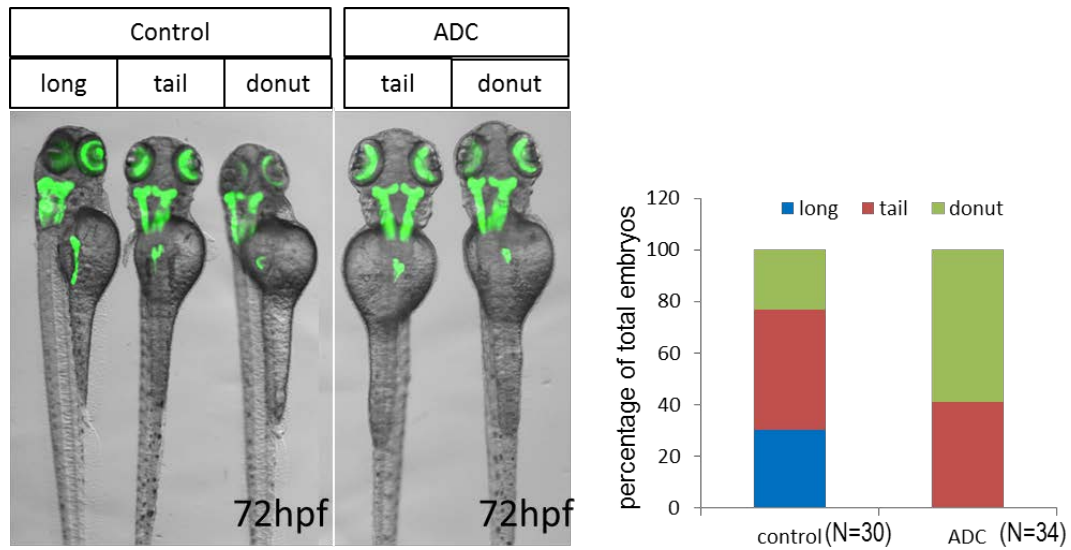 Control ADC
long tail donut tail donut
72hpf 72hpf
percentage of total embryos
120
100
80
60
40
20
0
long tail donut
control (N=30) ADC (N=34)